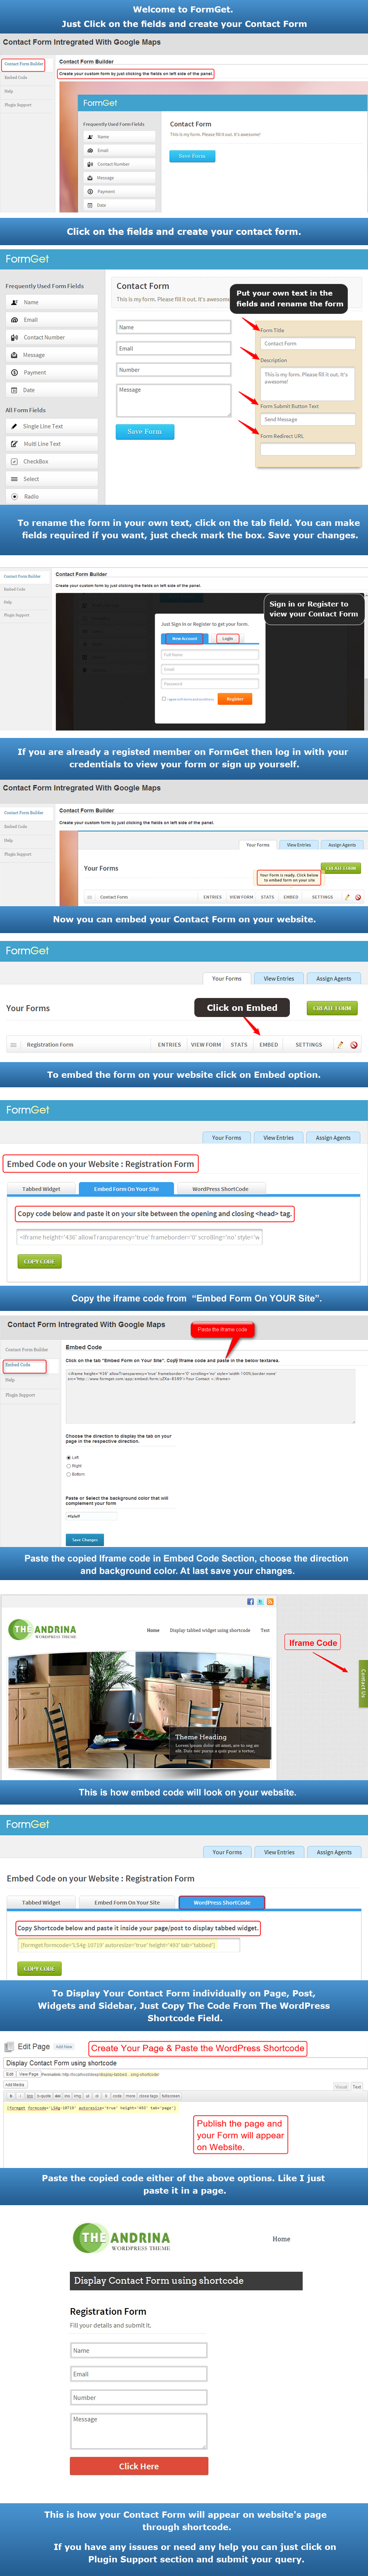 Welcome to FormGet.
Just Click on the fields and create your Contact Form
Contact Form Intregrated With Google Maps
Contact Form Builder
Embed Code
Help
Plugin Support
Contact Form Builder
Create your custom form by just clicking the fields on left side of the panel.
FormGet
Frequently Used Form Fields
Name
Email
Contact Number
Message
Payment
Date
Contact Form
This is my form. Please fill it out. It's awesome!
Save Form
Click on the fields and create your contact form.
FormGet
Frequently Used Form Fields
Name
Email
Contact Number
Message
Payment
Date
All Form Fields
Single Line Text
Multi Line Text
CheckBox
Select
Radio
Contact Form
This is my form. Please fill it out. It's awesome
Name
Email
Number
Message
Save Form
Put your own text in the
fields and rename the form
Form Title
Contact Form
Description
This is my form. Please fill it out. It's
awesome!
Form Submit Button Text
Send Message
Form Redirect URL
To rename the form in your own text, click on the tab field. You can make
fields required if you want, just check mark the box. Save your changes.
Contact Form Builder
Embed Code
Help
Plugin Support
Contact Form Builder
Create your custom form by just clicking the fields on left side of the panel.
Just Sign in or Register to get your form.
New Account
Login
Full Name
Email
Password
I agree with terms and conditions.
Register
Sign in or Register to
view your Contact Form
If you are already a registed member on FormGet then log in with your
credentials to view your form or sign up yourself.
Contact Form Intregrated With Google Maps
Contact Form Builder
Embed Code
Help
Plugin Support
Contact Form Builder
Create your custom form by just clicking the fields on left side of the panel.
Your Forms
View Entries
Assign Agents
Your Forms
CREATE FORM
Your Form is ready. Click below
to embed form on your site
Contact Form
ENTRIES
VIEW FORM
STATS
EMBED
SETTINGS
Now you can embed your Contact Form on your website.
FormGet
Your Forms
View Entries
Assign Agents
Your Forms
Click on Embed
CREATE FORM
Registration Form
ENTRIES
VIEW FORM
STATS
EMBED
SETTINGS
To embed the form on your website click on Embed option.
FormGet
Your Forms
View Entries
Assign Agents
Embed Code on your Website : Registration Form
Tabbed Widget
Embed Form On Your Site
WordPress ShortCode
Copy code below and paste it on your site between the opening and closing <head> tag.
<iframe height='436' allowTransparency='true' frameborder='0' scrolling='no' style='w
COPY CODE
Copy the iframe code from “Embed Form On YOUR Site”.
Contact Form Intregrated With Google Maps
Paste the iframe code
Contact Form Builder
Embed Code
Help
Plugin Support
Embed Code
Click on the tab "Embed Form on Your Site". Copy iframe code and paste in the below textarea.
Choose the direction to display the tab on your
page in the respective direction.
Left
Right
Bottom
Paste or Select the background color that will
complement your form
Save Changes
Paste the copied Iframe code in Embed Code Section, choose the direction
and background color. At last save your changes.
THE ANDRINA
WORDPRESS THEME
Home
Display tabbed widget using shortcode
Test
Theme Heading
Iframe Code
Contact Us
This is how embed code will look on your website.
FormGet
Your Forms
View Entries
Assign Agents
Embed Code on your Website : Registration Form
Tabbed Widget
Embed Form On Your Site
WordPress ShortCode
Copy Shortcode below and paste it inside your page/post to display tabbed widget.
[formget formcode='LSAg-10719' autoresize='true' height='493' tab='tabbed']
COPY CODE
To Display Your Contact Form individually on Page, Post,
Widgets and Sidebar, Just Copy The Code From The WordPress
Shortcode Field.
Edit Page
Add New
Create Your Page & Paste the WordPress Shortcode
Display Contact Form using shortcode
Edit
View Page
Add Media
Visual
Text
b
i
link
b-quote
del
ins
img
ul
ol
li
code
more
close tags
fullscreen
[formget formcode='LSAg-10719' autoresize='true' height='493' tab='page']
Publish the page and
your Form will appear
on Website.
Paste the copied code either of the above options. Like I just
paste it in a page.
THE ANDRINA
WORDPRESS THEME
Home
Display Contact Form using shortcode
Registration Form
Fill your details and submit it.
Name
Email
Number
Message
Click Here
This is how your Contact Form will appear on website's page
through shortcode.
If you have any issues or need any help you can just click on
Plugin Support section and submit your query.